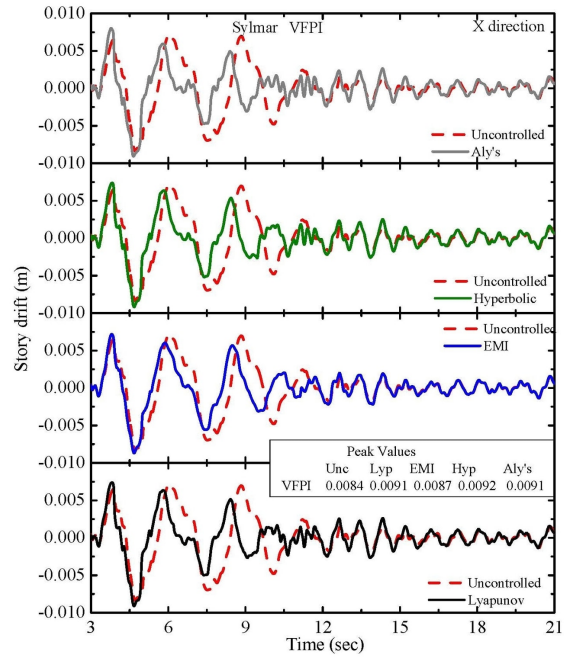 Sylmar VFPI X direction
0.010
0.005
0.000
-0.005
-0.010
Uncontrolled
Aly's
0.005
0.000
-0.005
-0.010
Uncontrolled
Hyperbolic
Story drift (m)
0.005
0.000
-0.005
-0.010
Uncontrolled
EMI
Peak Values
Unc Lyp EMI Hyp Aly's
VFPI 0.0084 0.0091 0.0087 0.0092 0.0091
0.005
0.000
-0.005
-0.010
Uncontrolled
Lyapunov
3 6 9 12 15 18 21
Time (sec)